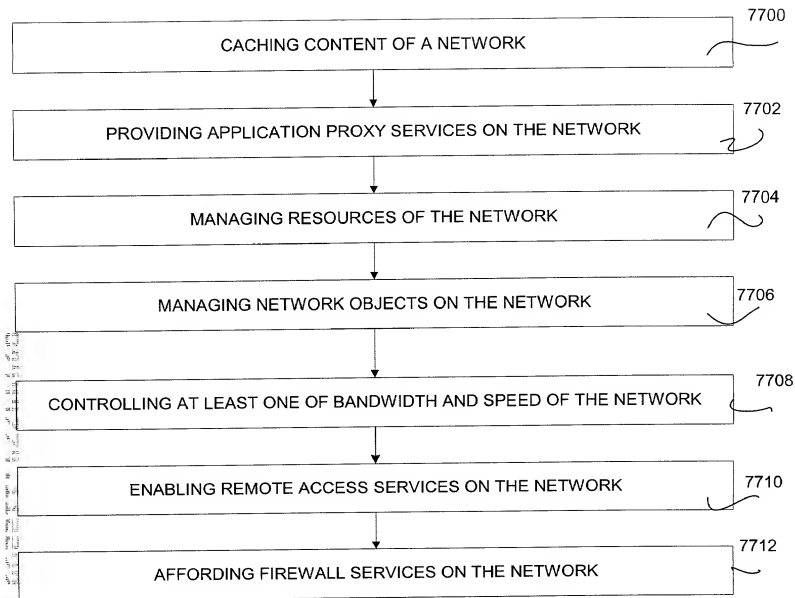 7700
CACHING CONTENT OF A NETWORK
7702
PROVIDING APPLICATION PROXY SERVICES ON THE NETWORK
7704
MANAGING RESOURCES OF THE NETWORK
7706
MANAGING NETWORK OBJECTS ON THE NETWORK
7708
CONTROLLING AT LEAST ONE OF BANDWIDTH AND SPEED OF THE NETWORK
7710
ENABLING REMOTE ACCESS SERVICES ON THE NETWORK
7712
AFFORDING FIREWALL SERVICES ON THE NETWORK